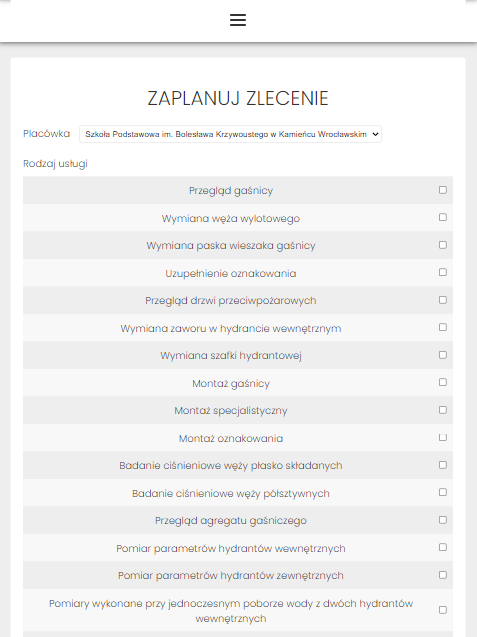 ZAPLANUJ ZLECENIE
Placówka Szkoła Podstawowa im. Bolesława Krzywoustego w Kamieńcu Wrocławskim
Rodzaj usługi
Przegląd gaśnicy
Wymiana węża wylotowego
Wymiana paska wieszaka gaśnicy
Uzupełnienie oznakowania
Przegląd drzwi przeciwpożarowych
Wymiana zaworu w hydrancie wewnętrznym
Wymiana szafki hydrantowej
Montaż gaśnicy
Montaż specjalistyczny
Montaż oznakowania
Badanie ciśnieniowe węży płasko składanych
Badanie ciśnieniowe węży półsztywnych
Przegląd agregatu gaśniczego
Pomiar parametrów hydrantów wewnętrznych
Pomiar parametrów hydrantów zewnętrznych
Pomiary wykonane przy jednoczesnym poborze wody z dwóch hydrantów
wewnętrznych